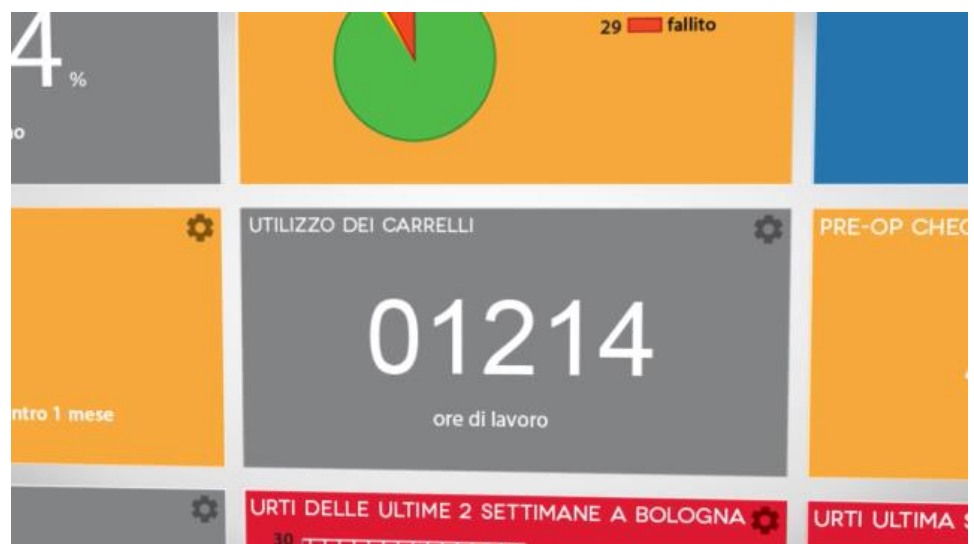 4 %
29 fallito
UTILIZZO DEI CARRELLI
PRE-OP
01214
ore di lavoro
1 mese
URTI DELLE ULTIME 2 SETTIMANE A BOLOGNA
URTI ULTIMA
30